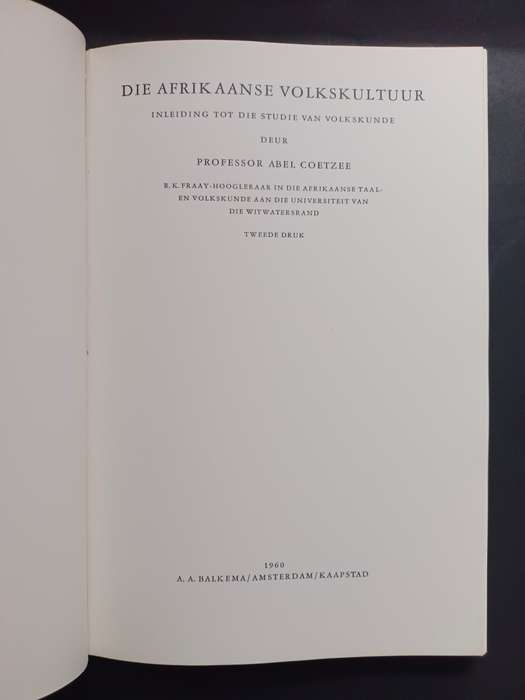 DIE AFRIKAANSE VOLKSKULTUUR
INLEIDING TOT DIE STUDIE VAN VOLKSKUNDE
DEUR
PROFESSOR ABEL COETZEE
B. K. FRAAY-HOOGLERAAR IN DIE AFRIKAANSE TAAL-
EN VOLKSKUNDE AAN DIE UNIVERSITEIT VAN
DIE WITWATERSRAND
TWEEDE DRUK
1960
A. A. BALKEMA/AMSTERDAM/KAAPSTAD